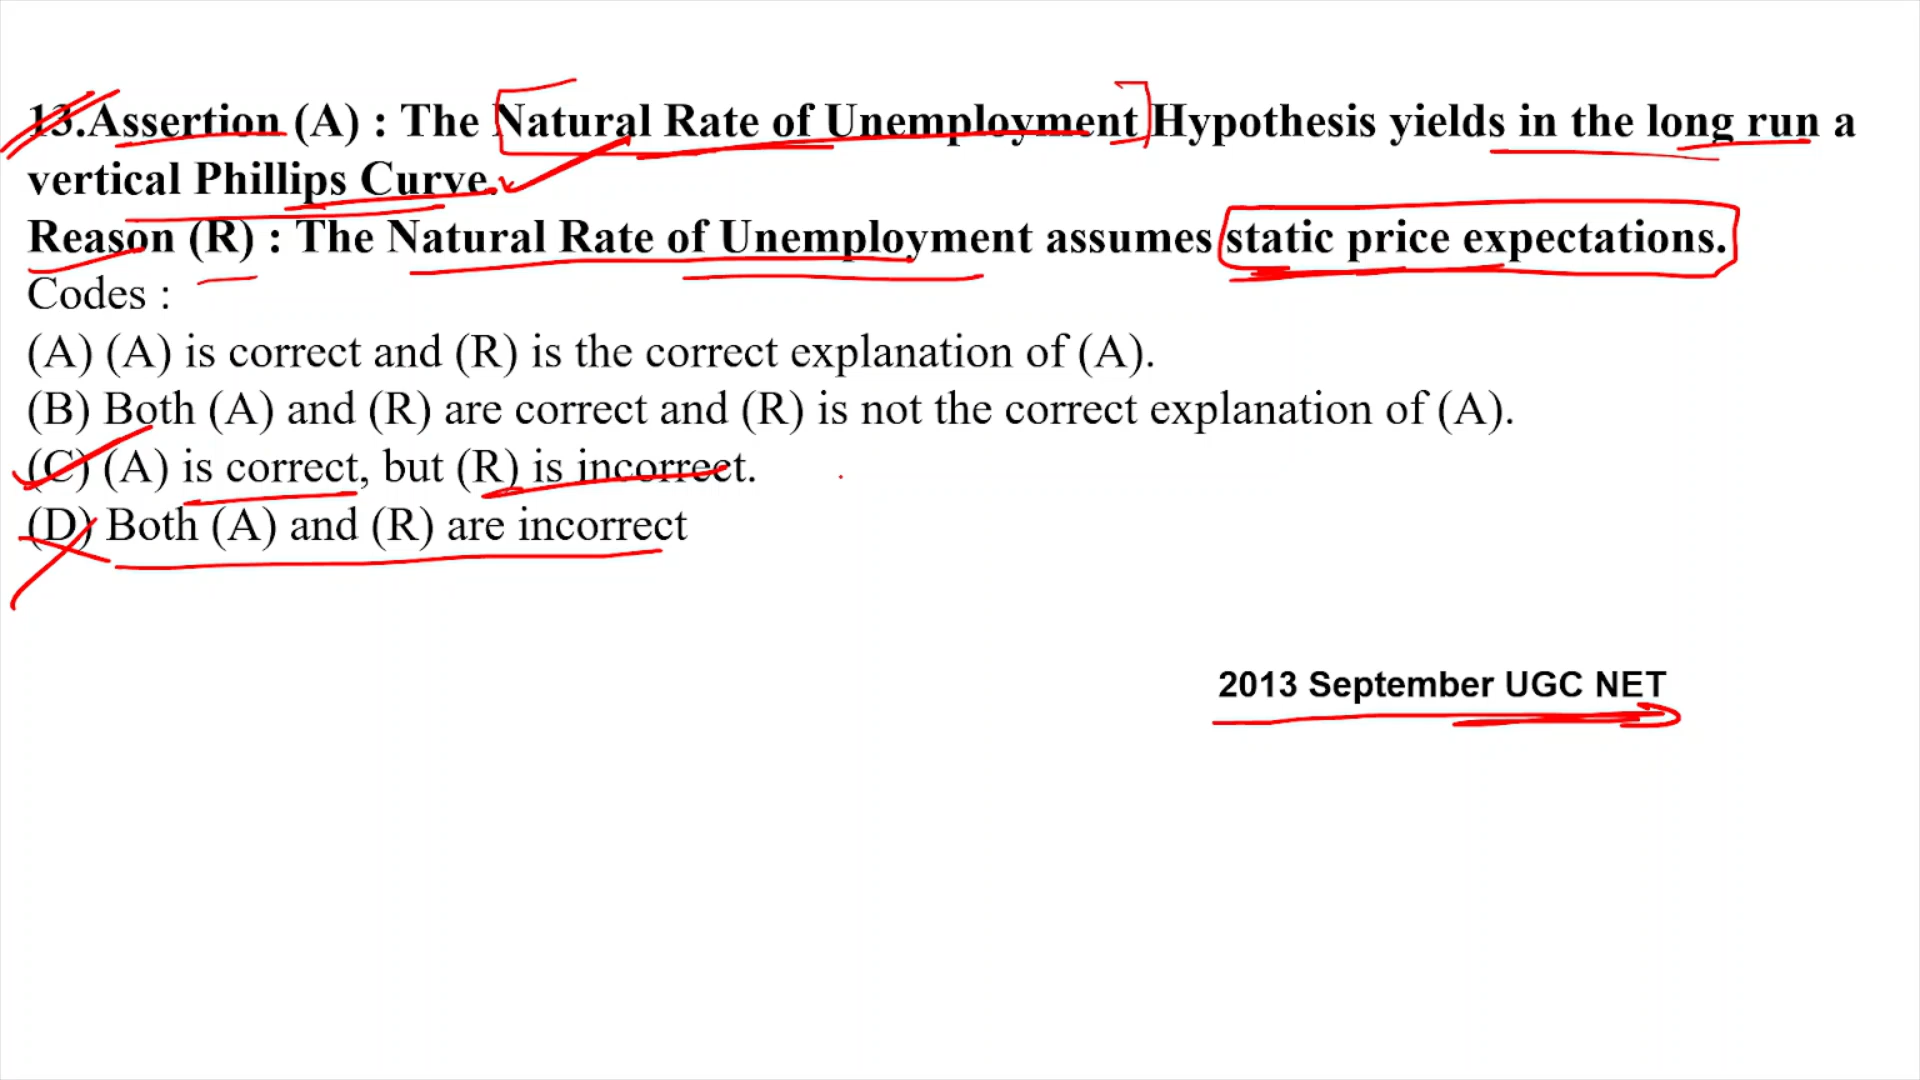 13.Assertion (A) : The Natural Rate of Unemployment Hypothesis yields in the long run a
vertical Phillips Curve.
Reason (R) : The Natural Rate of Unemployment assumes static price expectations.
Codes :
(A) (A) is correct and (R) is the correct explanation of (A).
(B) Both (A) and (R) are correct and (R) is not the correct explanation of (A).
(C) (A) is correct, but (R) is incorrect.
(D) Both (A) and (R) are incorrect
2013 September UGC NET